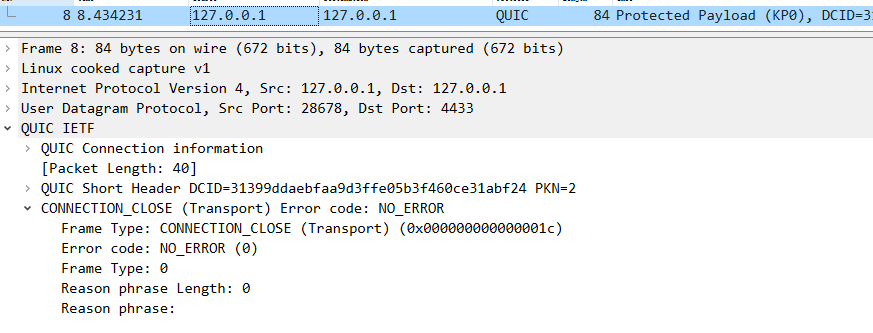 8 8.434231 127.0.0.1 127.0.0.1 QUIC 84 Protected Payload (KP0), DCID=31
Frame 8: 84 bytes on wire (672 bits), 84 bytes captured (672 bits)
Linux cooked capture v1
Internet Protocol Version 4, Src: 127.0.0.1, Dst: 127.0.0.1
User Datagram Protocol, Src Port: 28678, Dst Port: 4433
QUIC IETF
QUIC Connection information
[Packet Length: 40]
QUIC Short Header DCID=31399ddaebfaa9d3ffe05b3f460ce31abf24 PKN=2
CONNECTION_CLOSE (Transport) Error code: NO_ERROR
Frame Type: CONNECTION_CLOSE (Transport) (0x000000000000001c)
Error code: NO_ERROR (0)
Frame Type: 0
Reason phrase Length: 0
Reason phrase: